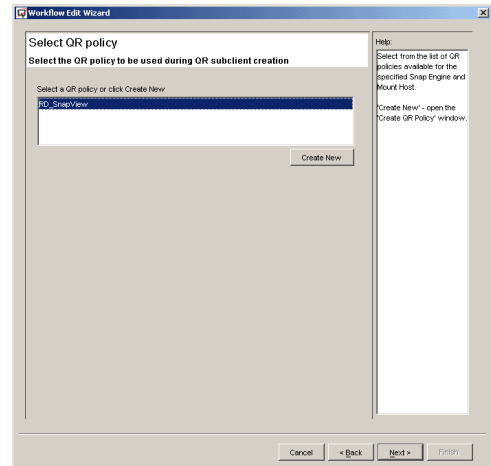 Workflow Edit Wizard
Select QR policy
Select the QR policy to be used during QR subclient creation
Select a QR policy or click Create New
RD_SnapView
Create New
Help:
Select from the list of QR
policies available for the
specified Snap Engine and
Mount Host.
'Create New' - open the
'Create QR Policy' window.
Cancel
< Back
Next >
Finish